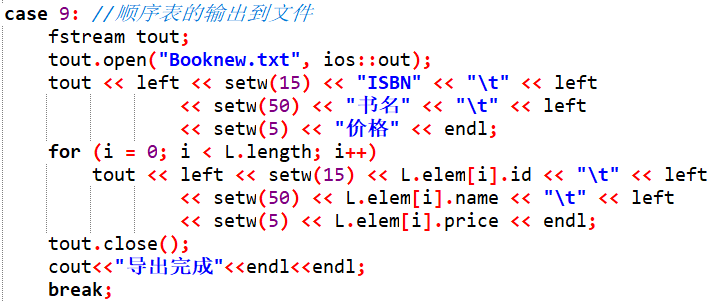 case 9: //顺序表的输出到文件
    fstream tout;
    tout.open("Booknew.txt", ios::out);
    tout << left << setw(15) << "ISBN" << "\t" << left
                << setw(50) << "书名" << "\t" << left
                << setw(5) << "价格" << endl;
    for (i = 0; i < L.length; i++)
        tout << left << setw(15) << L.elem[i].id << "\t" << left
                << setw(50) << L.elem[i].name << "\t" << left
                << setw(5) << L.elem[i].price << endl;
    tout.close();
    cout<<"导出完成"<<endl<<endl;
    break;